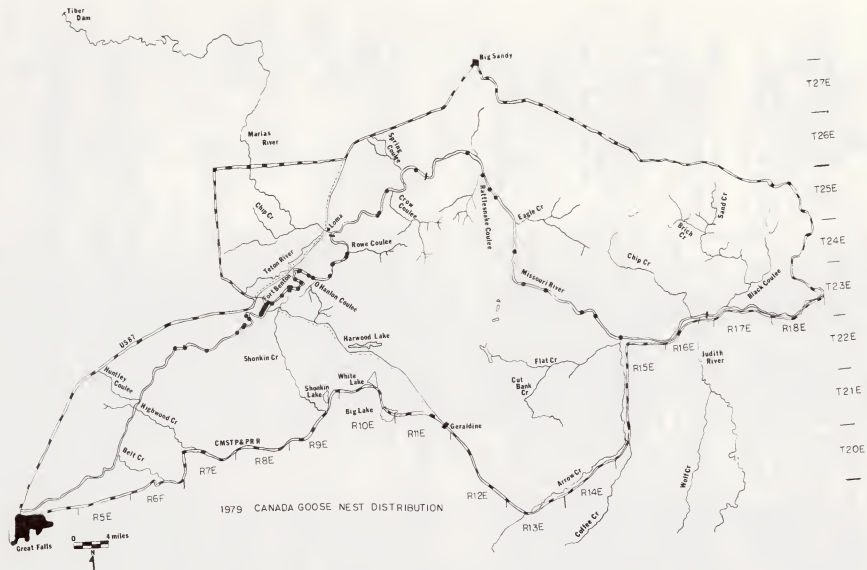 Tiber
Dam
Big Sandy
T27E
T26E
Marias
River
Spring
Coulee
T25E
Chip Cr
Crow
Coulee
Rattlesnake Coulee
Eagle Cr
Sand Cr
Brich
Cr
Loma
T24E
Rowe Coulee
Chip Cr
Teton River
Black Coulee
T23E
Fort Benton
O Hanlon Coulee
Missouri River
R18E
R17E
T22E
US 87
R16E
Harwood Lake
R15E
Judith
River
Shonkin Cr
Flat Cr
Huntley
Coulee
White
Lake
Cut
Bank
Cr
T21E
Shonkin
Lake
Highwood Cr
Big Lake
R10E
R11E
Geraldine
CMSTP&P RR
R9E
T20E
R8E
R7E
Belt Cr
Arrow Cr
R14E
Wolf Cr
R6F
R12E
1979 CANADA GOOSE NEST DISTRIBUTION
R5E
R13E
Coffee Cr
Great Falls
0 4 miles
N